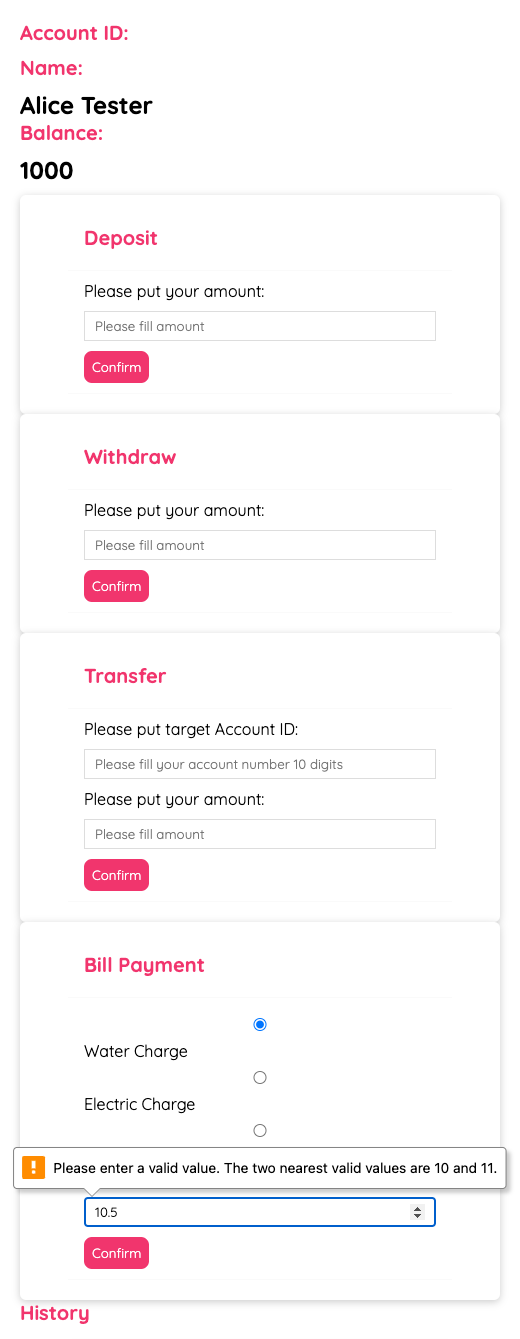 Account ID:
Name:
Alice Tester
Balance:
1000
Deposit
Please put your amount:
Please fill amount
Confirm
Withdraw
Please put your amount:
Please fill amount
Confirm
Transfer
Please put target Account ID:
Please fill your account number 10 digits
Please put your amount:
Please fill amount
Confirm
Bill Payment
Water Charge
Electric Charge
Please enter a valid value. The two nearest valid values are 10 and 11.
10.5
Confirm
History